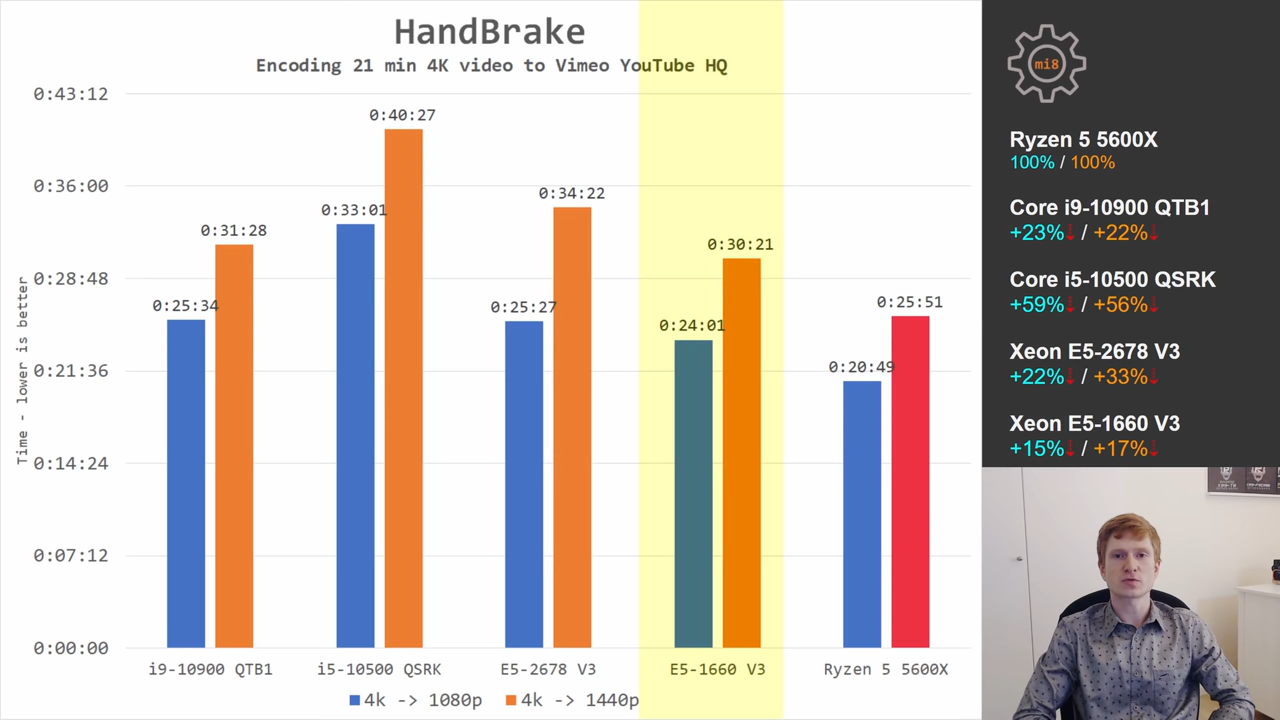 HandBrake
Encoding 21 min 4K video to Vimeo YouTube HQ
Time - lower is better
0:43:12
0:36:00
0:28:48
0:21:36
0:14:24
0:07:12
0:00:00
0:25:34
0:31:28
0:33:01
0:40:27
0:25:27
0:34:22
0:24:01
0:30:21
0:20:49
0:25:51
i9-10900 QTB1
i5-10500 QSRK
E5-2678 V3
E5-1660 V3
Ryzen 5 5600X
4k -> 1080p
4k -> 1440p
mi8
Ryzen 5 5600X
100% / 100%
Core i9-10900 QTB1
+23%↓ / +22%↓
Core i5-10500 QSRK
+59%↓ / +56%↓
Xeon E5-2678 V3
+22%↓ / +33%↓
Xeon E5-1660 V3
+15%↓ / +17%↓